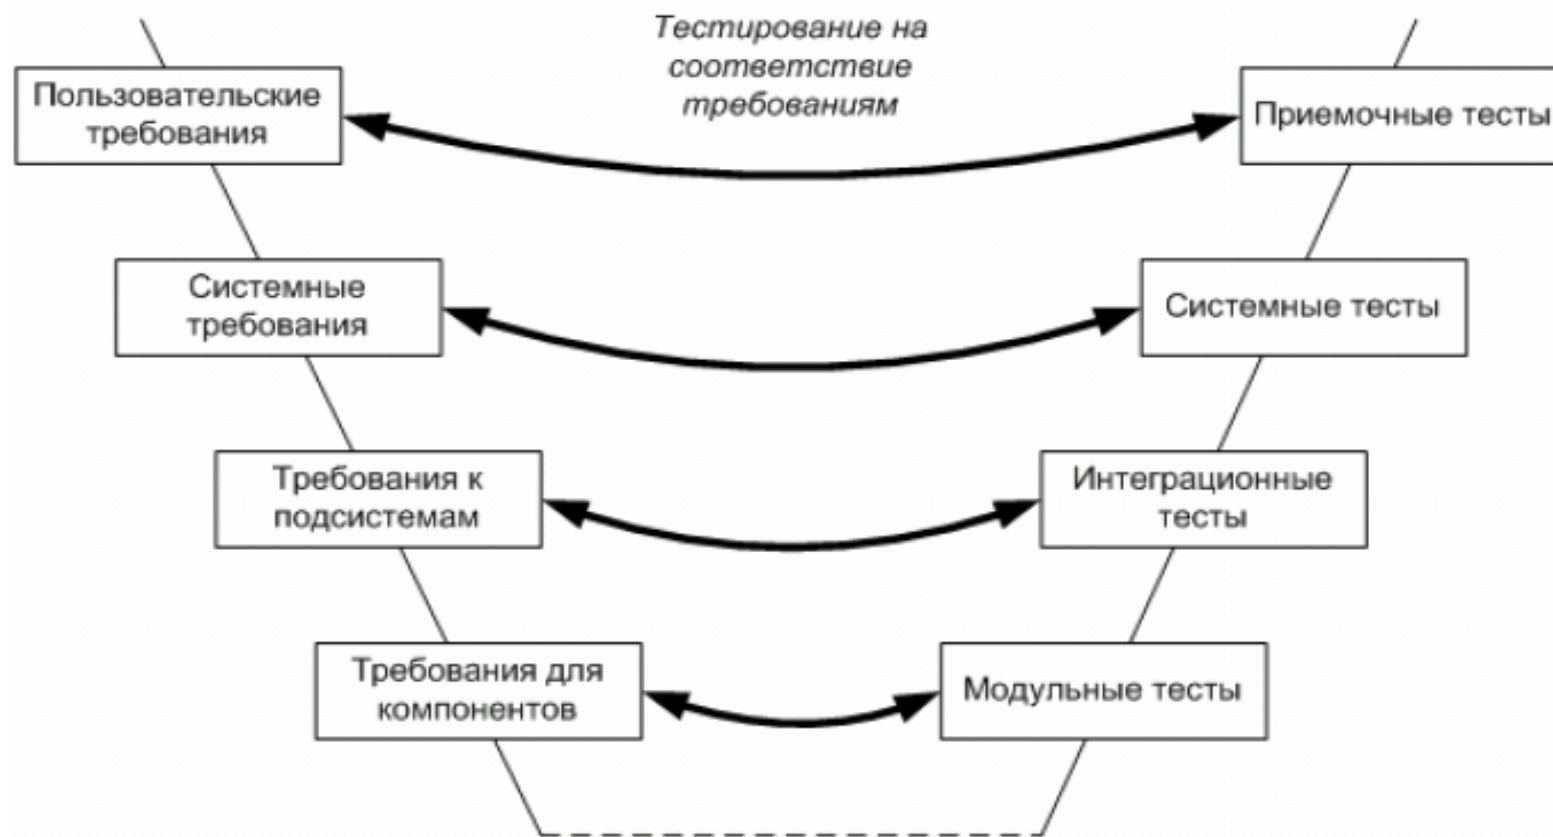 Тестирование на
соответствие
требованиям
Пользовательские
требования
Приемочные тесты
Системные
требования
Системные тесты
Требования к
подсистемам
Интеграционные
тесты
Требования для
компонентов
Модульные тесты